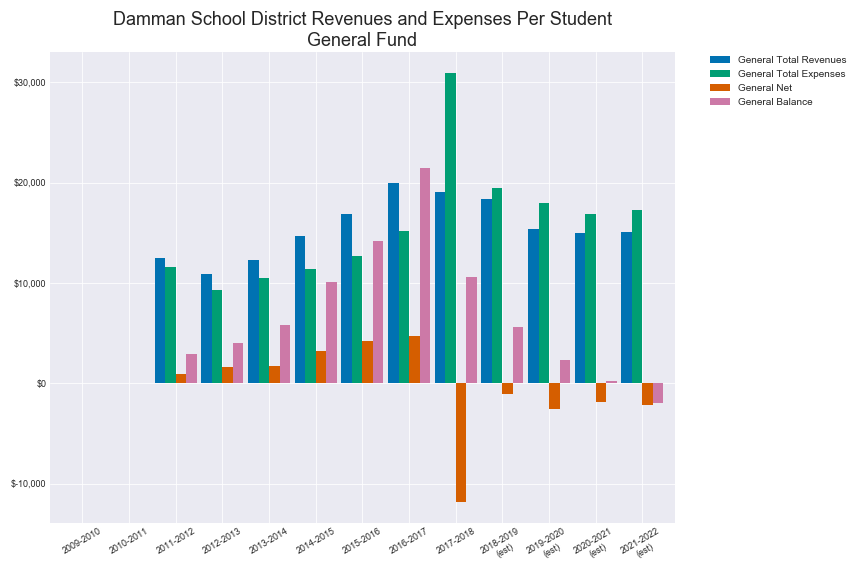 Damman School District Revenues and Expenses Per Student
General Fund
General Total Revenues
General Total Expenses
General Net
General Balance
$30,000
$20,000
$10,000
$0
$-10,000
2009-2010
2010-2011
2011-2012
2012-2013
2013-2014
2014-2015
2015-2016
2016-2017
2017-2018
2018-2019
(est)
2019-2020
(est)
2020-2021
(est)
2021-2022
(est)